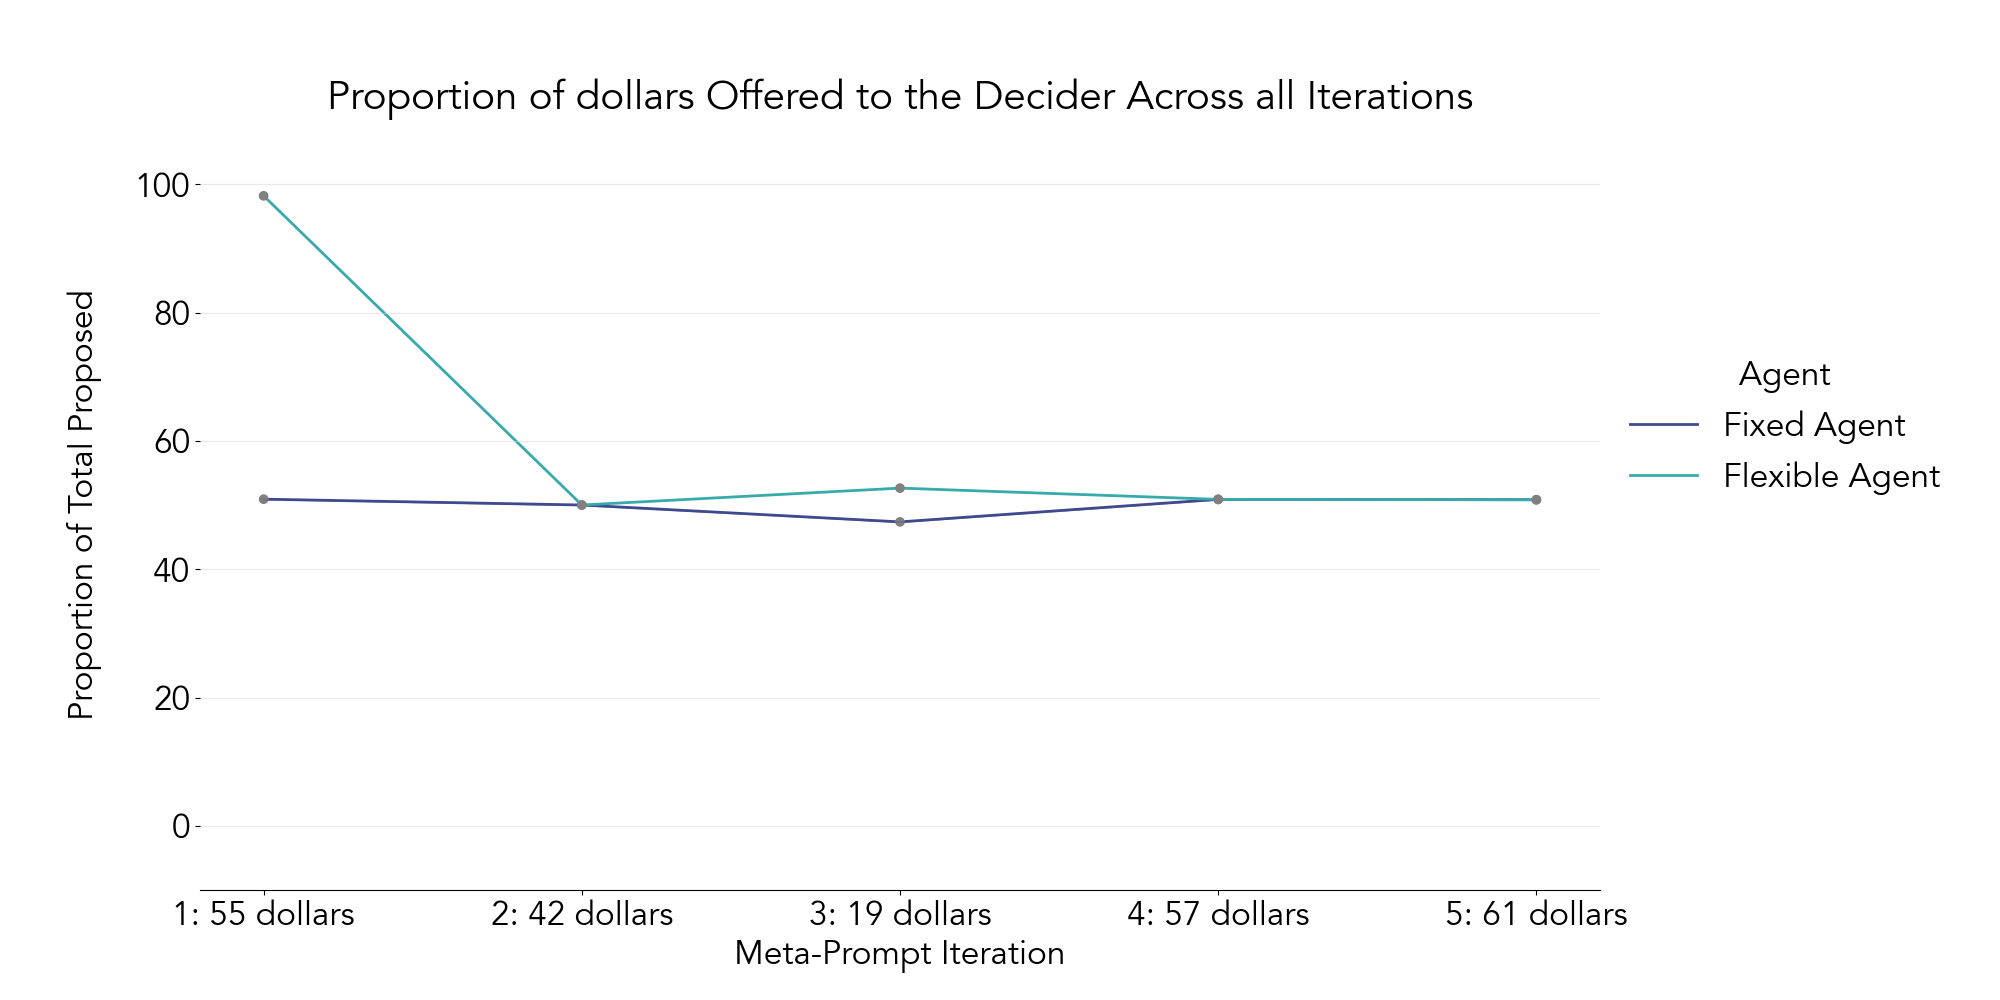 Proportion of dollars Offered to the Decider Across all Iterations
Proportion of Total Proposed
100
80
60
40
20
0
1: 55 dollars
2: 42 dollars
3: 19 dollars
4: 57 dollars
5: 61 dollars
Meta-Prompt Iteration
Agent
Fixed Agent
Flexible Agent